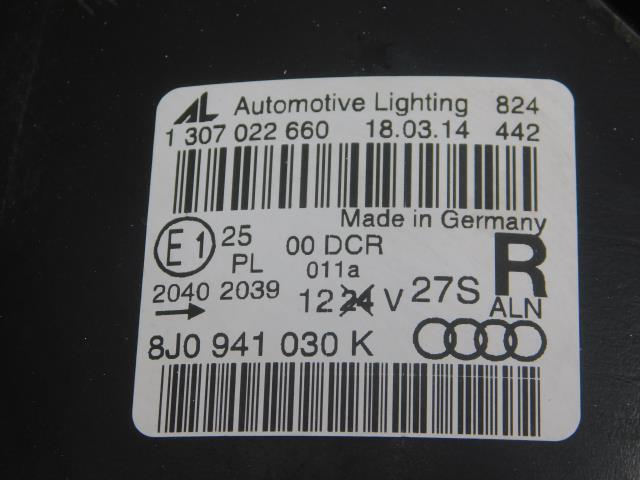 AL Automotive Lighting 824
1 307 022 660 18.03.14 442
Made in Germany
E1 25 00 DCR R
PL 011a
2040 2039 12 24 V 27S ALN
8J0 941 030 K